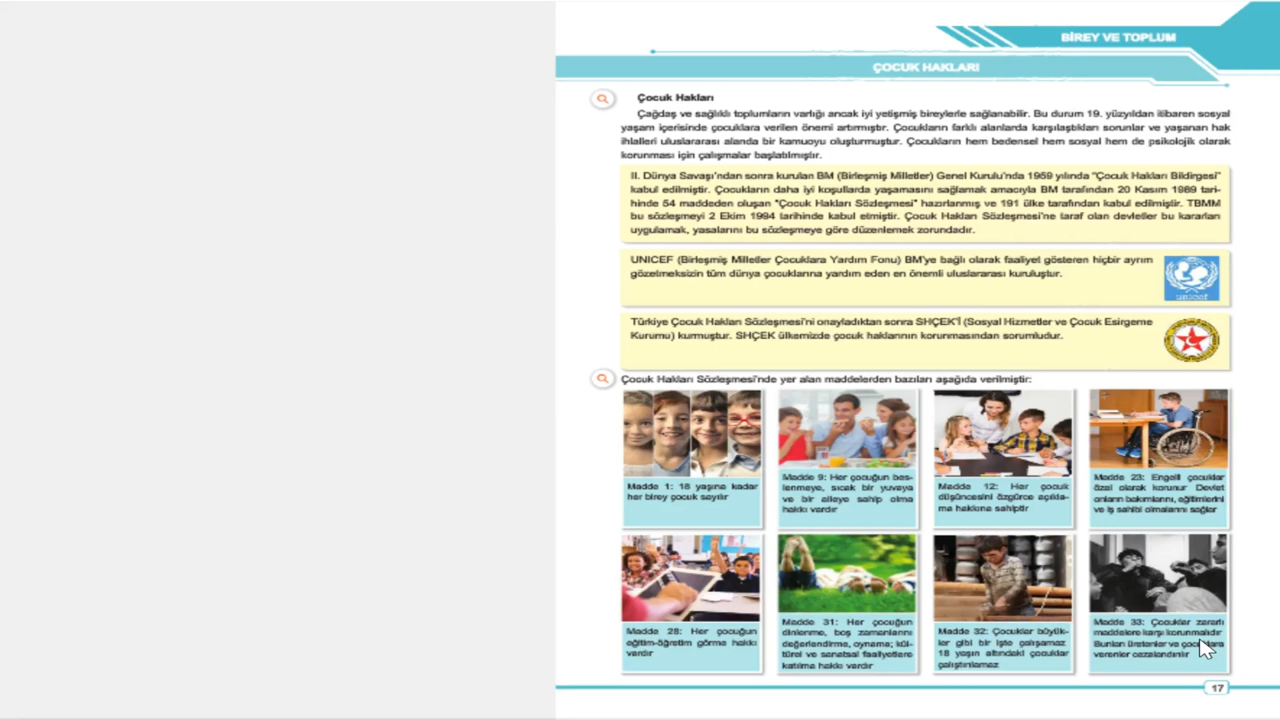 BİREY VE TOPLUM
ÇOCUK HAKLARI
Çocuk Hakları
Çağdaş ve sağlıklı toplumların varlığı ancak iyi yetişmiş bireylerle sağlanabilir. Bu durum 19. yüzyıldan itibaren sosyal
yaşam içerisinde çocuklara verilen önemi artırmıştır. Çocukların farklı alanlarda karşılaştıkları sorunlar ve yaşanan hak
ihlalleri uluslararası alanda bir kamuoyu oluşturmuştur. Çocukların hem bedensel hem sosyal hem de psikolojik olarak
korunması için çalışmalar başlatılmıştır.
II. Dünya Savaşı'ndan sonra kurulan BM (Birleşmiş Milletler) Genel Kurulu'nda 1959 yılında "Çocuk Hakları Bildirgesi"
kabul edilmiştir. Çocukların daha iyi koşullarda yaşamasını sağlamak amacıyla BM tarafından 20 Kasım 1989 tari-
hinde 54 maddeden oluşan "Çocuk Hakları Sözleşmesi" hazırlanmış ve 191 ülke tarafından kabul edilmiştir. TBMM
bu sözleşmeyi 2 Ekim 1994 tarihinde kabul etmiştir. Çocuk Hakları Sözleşmesi'ne taraf olan devletler bu kararları
uygulamak, yasalarını bu sözleşmeye göre düzenlemek zorundadır.
UNICEF (Birleşmiş Milletler Çocuklara Yardım Fonu) BM'ye bağlı olarak faaliyet gösteren hiçbir ayrım
gözetmeksizin tüm dünya çocuklarına yardım eden en önemli uluslararası kuruluştur.
unicef
Türkiye Çocuk Hakları Sözleşmesi'ni onayladıktan sonra SHÇEK'İ (Sosyal Hizmetler ve Çocuk Esirgeme
Kurumu) kurmuştur. SHÇEK ülkemizde çocuk haklarının korunmasından sorumludur.
Çocuk Hakları Sözleşmesi'nde yer alan maddelerden bazıları aşağıda verilmiştir:
Madde 1: 18 yaşına kadar
her birey çocuk sayılır
Madde 9: Her çocuğun bes-
lenmeye, sıcak bir yuvaya
ve bir aileye sahip olma
hakkı vardır
Madde 12: Her çocuk
düşüncesini özgürce açıkla-
ma hakkına sahiptir
Madde 23: Engelli çocuklar
özel olarak korunur Devlet
onların bakımlarını, eğitimlerini
ve iş sahibi olmalarını sağlar
Madde 28: Her çocuğun
eğitim-öğretim görme hakkı
vardır
Madde 31: Her çocuğun
dinlenme, boş zamanlarını
değerlendirme, oynama; kül-
türel ve sanatsal faaliyetlere
katılma hakkı vardır
Madde 32: Çocuklar büyük-
ler gibi bir işte çalışamaz
18 yaşın altındaki çocuklar
çalıştırılamaz
Madde 33: Çocuklar zararlı
maddelere karşı korunmalıdır
Bunları üretenler ve
verenler cezalandırılır
17